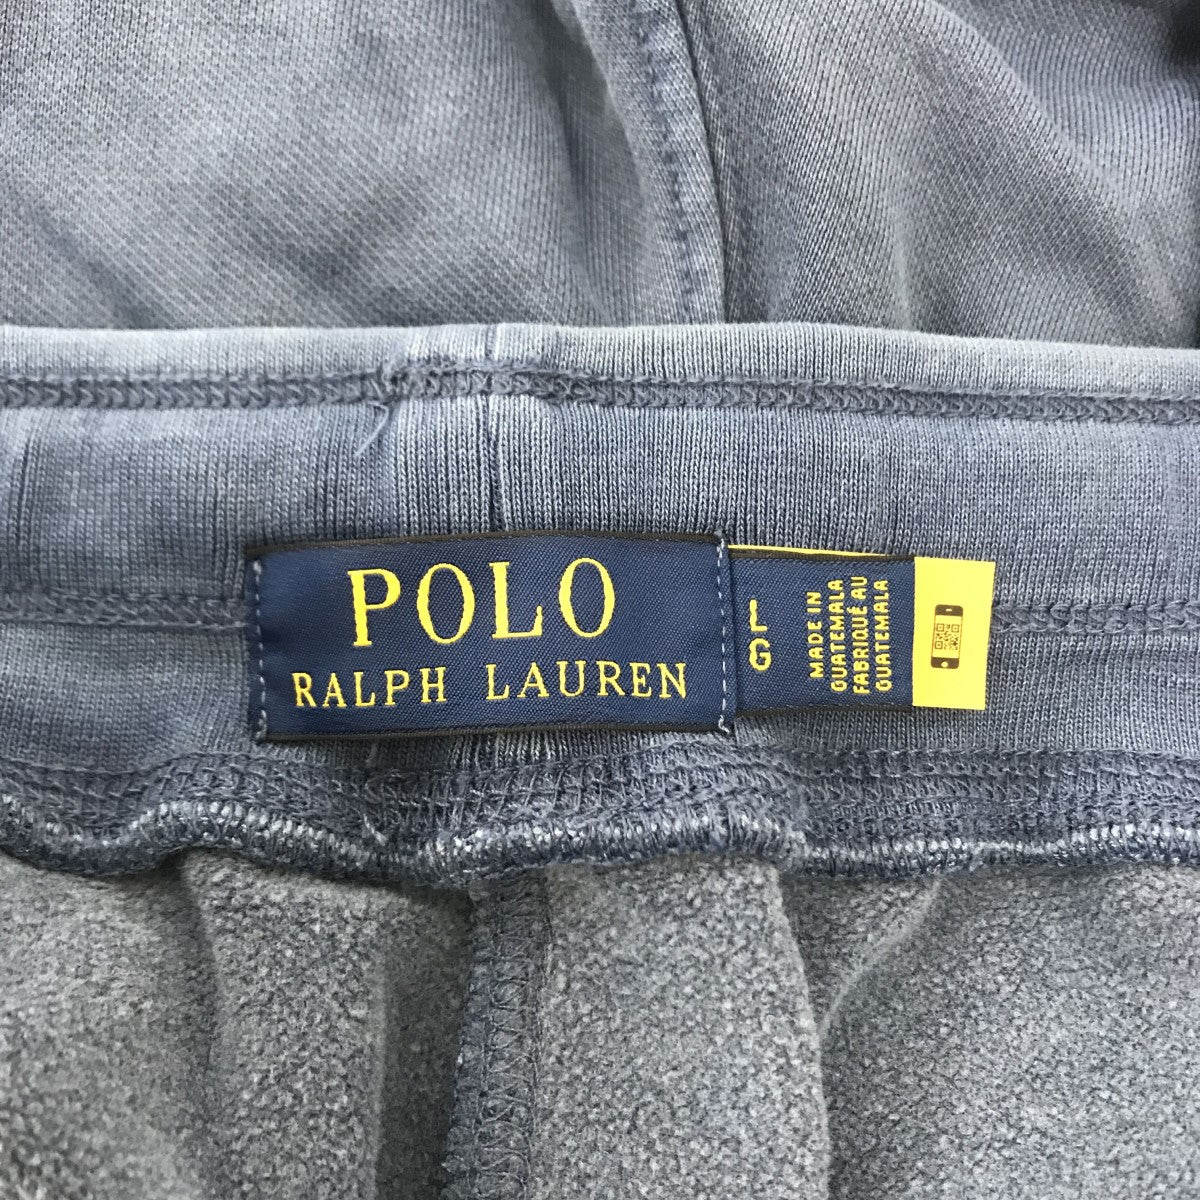 POLO
RALPH LAUREN
L
G
MADE IN
GUATEMALA
FABRIQUÉ AU
GUATEMALA